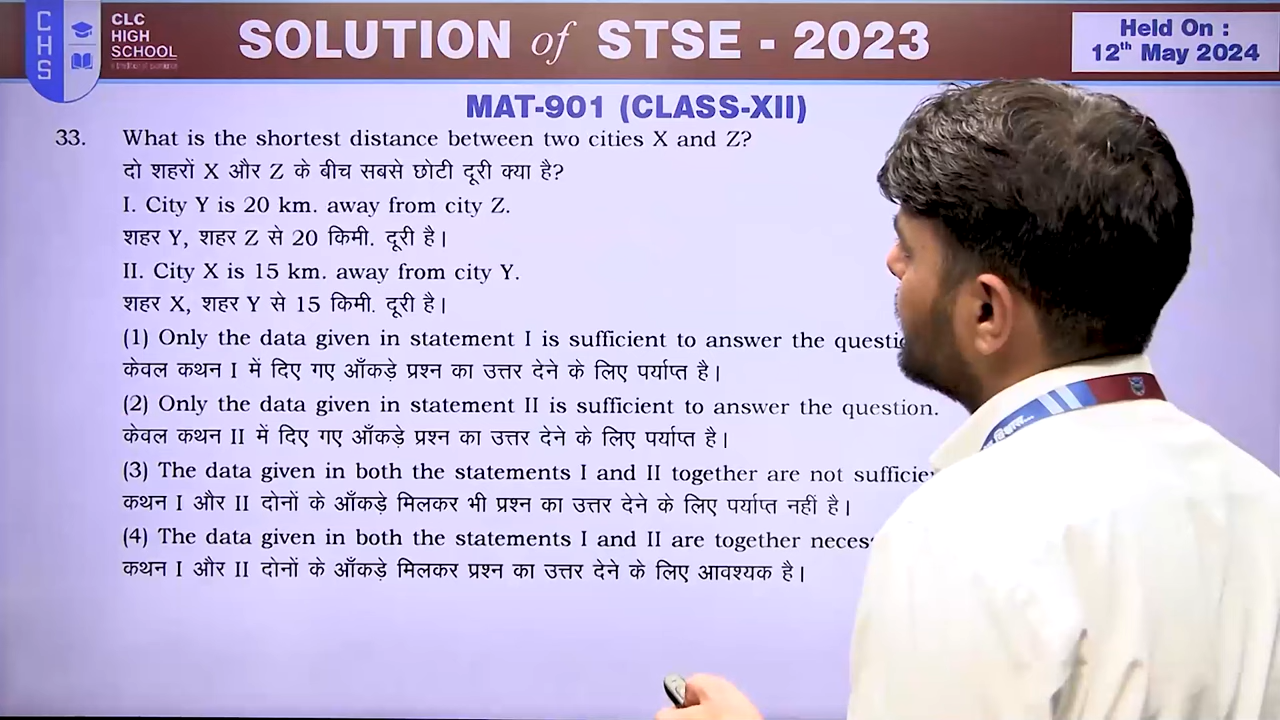 CHS
CLC
HIGH
SCHOOL
SOLUTION of STSE - 2023
Held On :
12th May 2024
MAT-901 (CLASS-XII)
33. What is the shortest distance between two cities X and Z?
दो शहरों X और Z के बीच सबसे छोटी दूरी क्या है?
I. City Y is 20 km. away from city Z.
शहर Y, शहर Z से 20 किमी. दूरी है।
II. City X is 15 km. away from city Y.
शहर X, शहर Y से 15 किमी. दूरी है।
(1) Only the data given in statement I is sufficient to answer the
केवल कथन I में दिए गए आँकड़े प्रश्न का उत्तर देने के लिए पर्याप्त है।
(2) Only the data given in statement II is sufficient to answer the question.
केवल कथन II में दिए गए आँकड़े प्रश्न का उत्तर देने के लिए पर्याप्त है।
(3) The data given in both the statements I and II together are not
कथन I और II दोनों के आँकड़े मिलकर भी प्रश्न का उत्तर देने के लिए पर्याप्त नहीं है।
(4) The data given in both the statements I and II are together
कथन I और II दोनों के आँकड़े मिलकर प्रश्न का उत्तर देने के लिए आवश्यक है।